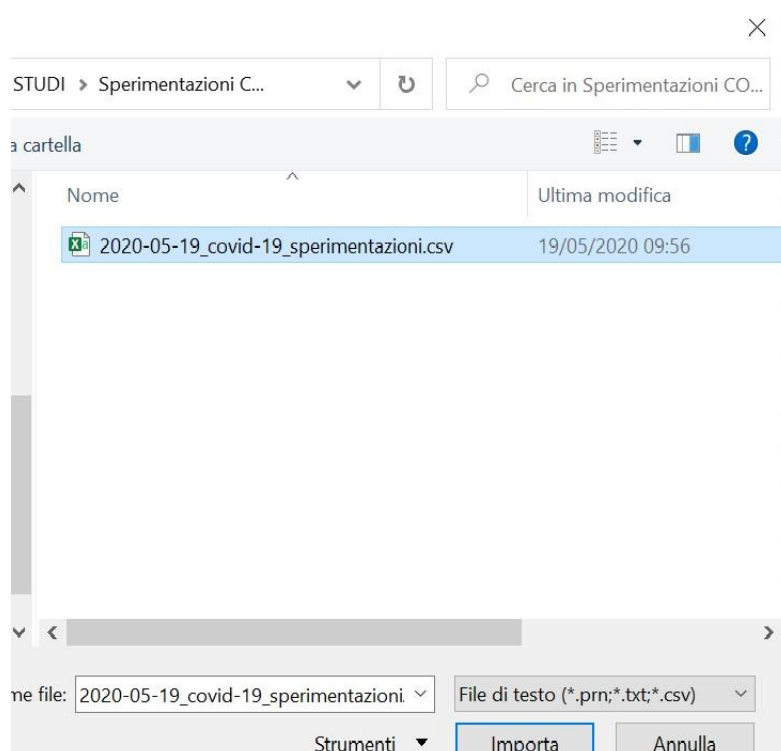 STUDI > Sperimentazioni C... Cerca in Sperimentazioni CO...
a cartella
Nome Ultima modifica
2020-05-19_covid-19_sperimentazioni.csv 19/05/2020 09:56
me file: 2020-05-19_covid-19_sperimentazioni. File di testo (*.prn;*.txt;*.csv)
Strumenti Importa Annulla